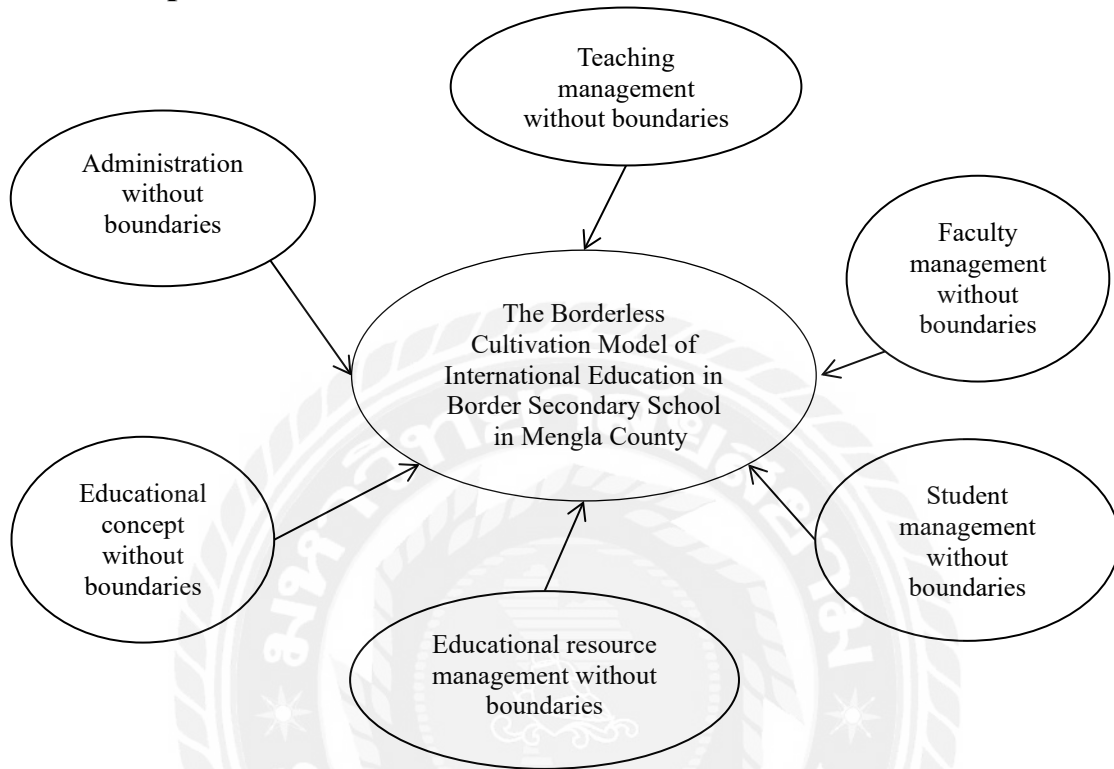 Teaching
management
without boundaries
Administration
without
boundaries
Faculty
management
without
boundaries
The Borderless
Cultivation Model of
International Education in
Border Secondary School
in Mengla County
Educational
concept
without
boundaries
Student
management
without
boundaries
Educational resource
management without
boundaries